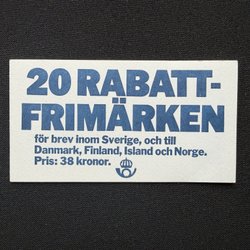 20 RABATT-
FRIMÄRKEN
för brev inom Sverige, och till
Danmark, Finland, Island och Norge.
Pris: 38 kronor.